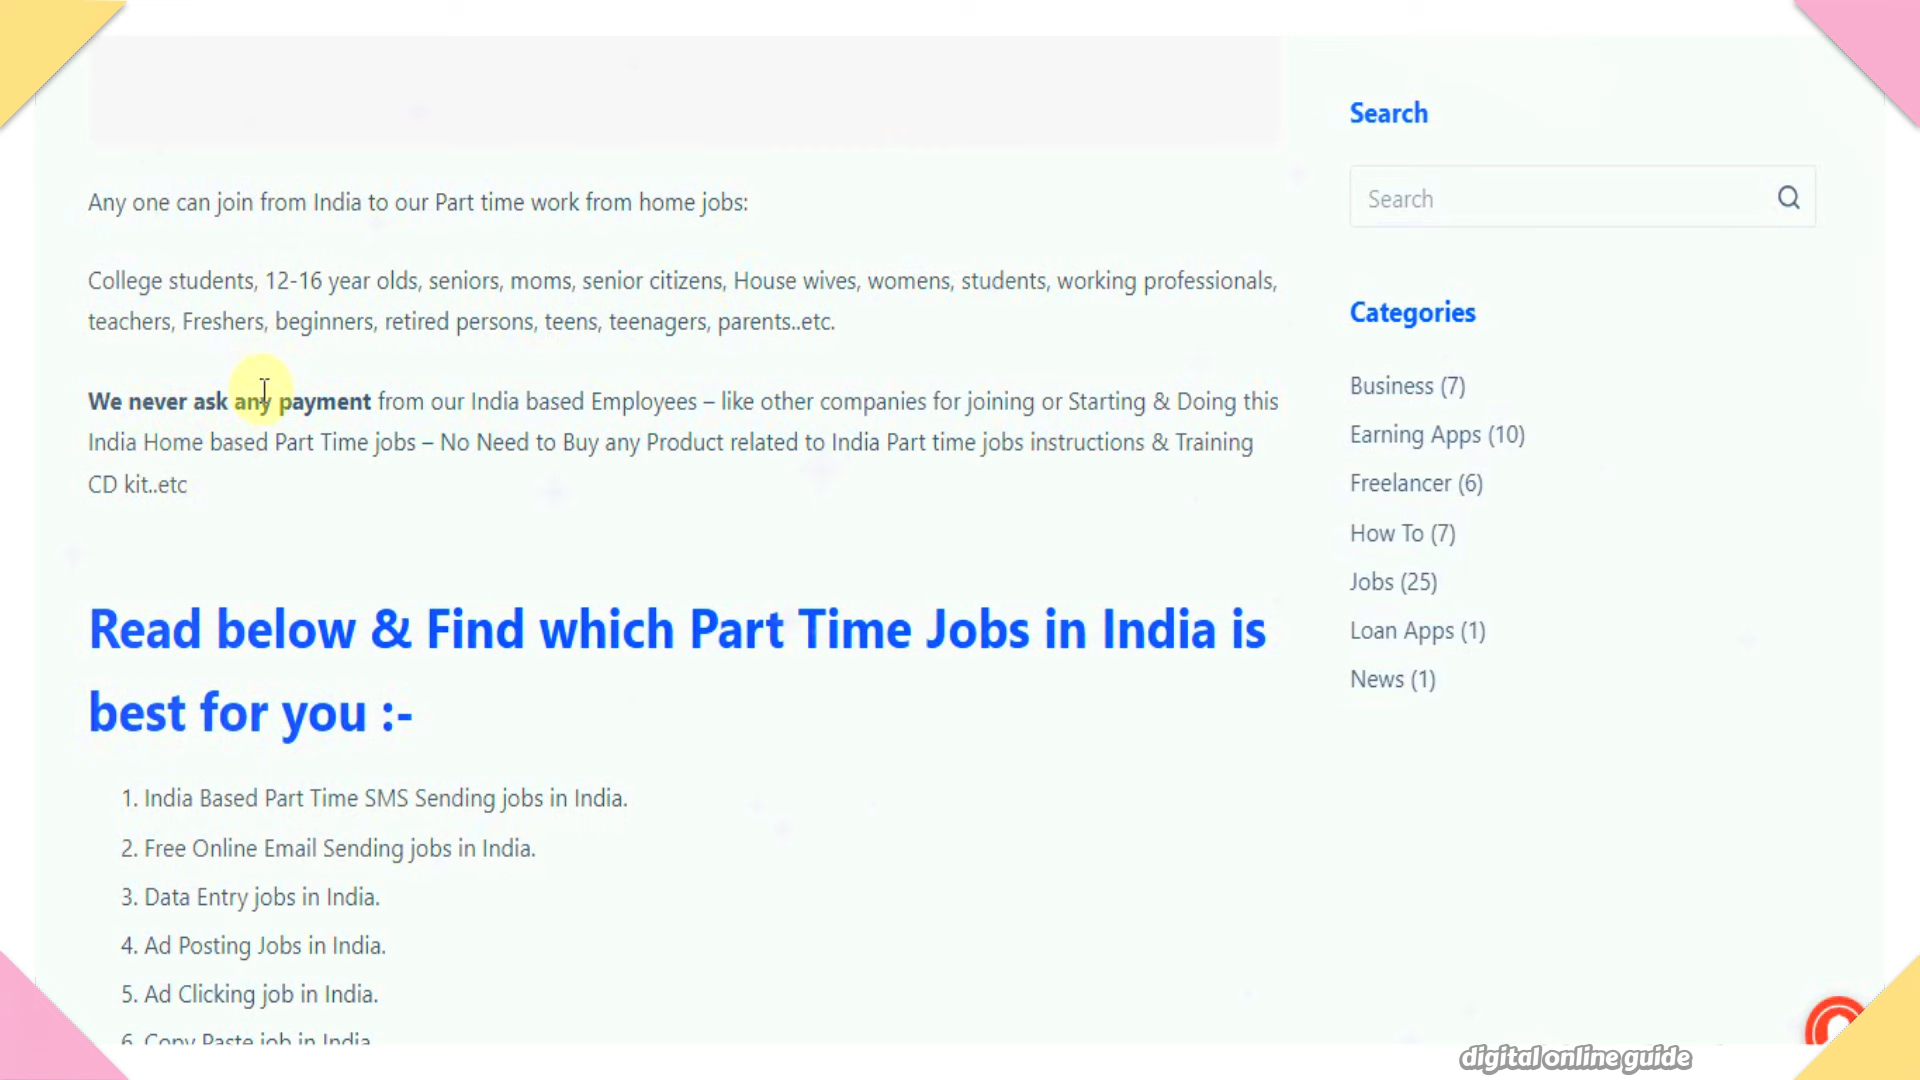 Any one can join from India to our Part time work from home jobs:
College students, 12-16 year olds, seniors, moms, senior citizens, House wives, womens, students, working professionals,
teachers, Freshers, beginners, retired persons, teens, teenagers, parents..etc.
We never ask any payment from our India based Employees – like other companies for joining or Starting & Doing this
India Home based Part Time jobs – No Need to Buy any Product related to India Part time jobs instructions & Training
CD kit..etc
Read below & Find which Part Time Jobs in India is
best for you :-
1. India Based Part Time SMS Sending jobs in India.
2. Free Online Email Sending jobs in India.
3. Data Entry jobs in India.
4. Ad Posting Jobs in India.
5. Ad Clicking job in India.
6. Copy Paste job in India
Search
Search
Categories
Business (7)
Earning Apps (10)
Freelancer (6)
How To (7)
Jobs (25)
Loan Apps (1)
News (1)
digital online guide